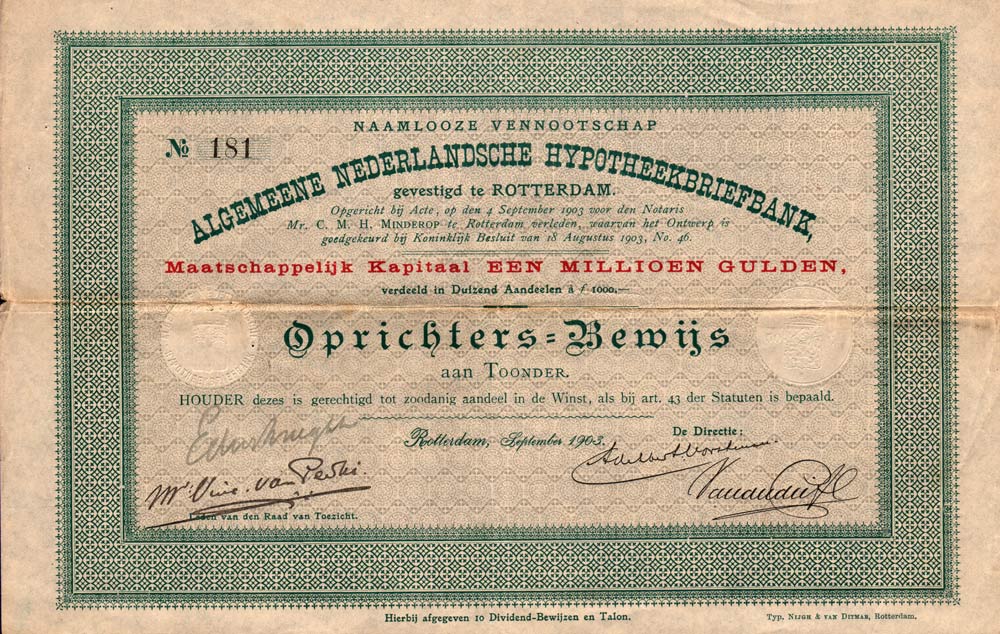 NAAMLOOZE VENNOOTSCHAP
№ 181
ALGEMEENE NEDERLANDSCHE HYPOTHEEKBRIEFBANK,
gevestigd te ROTTERDAM.
Opgericht bij Acte, op den 4 September 1903 voor den Notaris
Mr. C. M. H. MINDEROP te Rotterdam verleden, waarvan het Ontwerp is
goedgekeurd bij Koninklijk Besluit van 18 Augustus 1903, No. 46.
Maatschappelijk Kapitaal EEN MILLIOEN GULDEN,
verdeeld in Duizend Aandeelen à ƒ 1000,—
Oprichters=Bewijs
aan TOONDER.
HOUDER dezes is gerechtigd tot zoodanig aandeel in de Winst, als bij art. 43 der Statuten is bepaald.
Rotterdam, September 1903.
De Directie:
Leden van den Raad van Toezicht.
Hierbij afgegeven 10 Dividend-Bewijzen en Talon.
Typ. NIJGH & VAN DITMAR, Rotterdam.